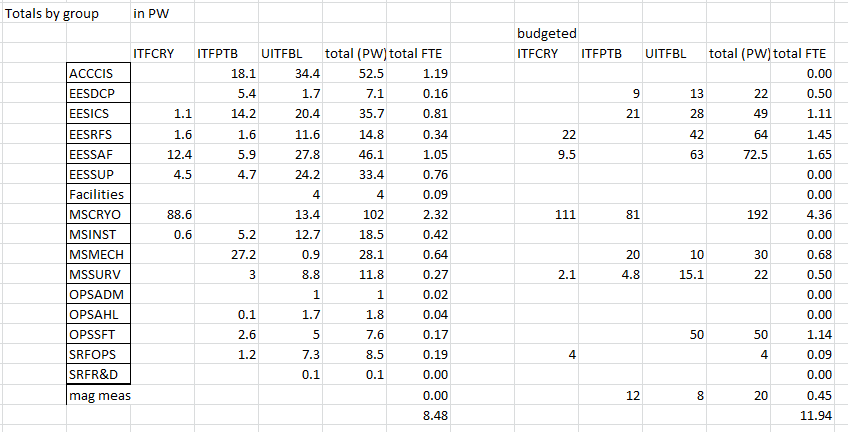 Totals by group in PW
budgeted
ITFCRY ITFPTB UITFBL total (PW) total FTE ITFCRY ITFPTB UITFBL total (PW) total FTE
ACCCIS 18.1 34.4 52.5 1.19 0.00
EESDCP 5.4 1.7 7.1 0.16 9 13 22 0.50
EESICS 1.1 14.2 20.4 35.7 0.81 21 28 49 1.11
EESRFS 1.6 1.6 11.6 14.8 0.34 22 42 64 1.45
EESSAF 12.4 5.9 27.8 46.1 1.05 9.5 63 72.5 1.65
EESSUP 4.5 4.7 24.2 33.4 0.76 0.00
Facilities 4 4 0.09 0.00
MSCRYO 88.6 13.4 102 2.32 111 81 192 4.36
MSINST 0.6 5.2 12.7 18.5 0.42 0.00
MSMECH 27.2 0.9 28.1 0.64 20 10 30 0.68
MSSURV 3 8.8 11.8 0.27 2.1 4.8 15.1 22 0.50
OPSADM 1 1 0.02 0.00
OPSAHL 0.1 1.7 1.8 0.04 0.00
OPSSFT 2.6 5 7.6 0.17 50 50 1.14
SRFOPS 1.2 7.3 8.5 0.19 4 4 0.09
SRFR&D 0.1 0.1 0.00 0.00
mag meas 0.00 12 8 20 0.45
8.48 11.94